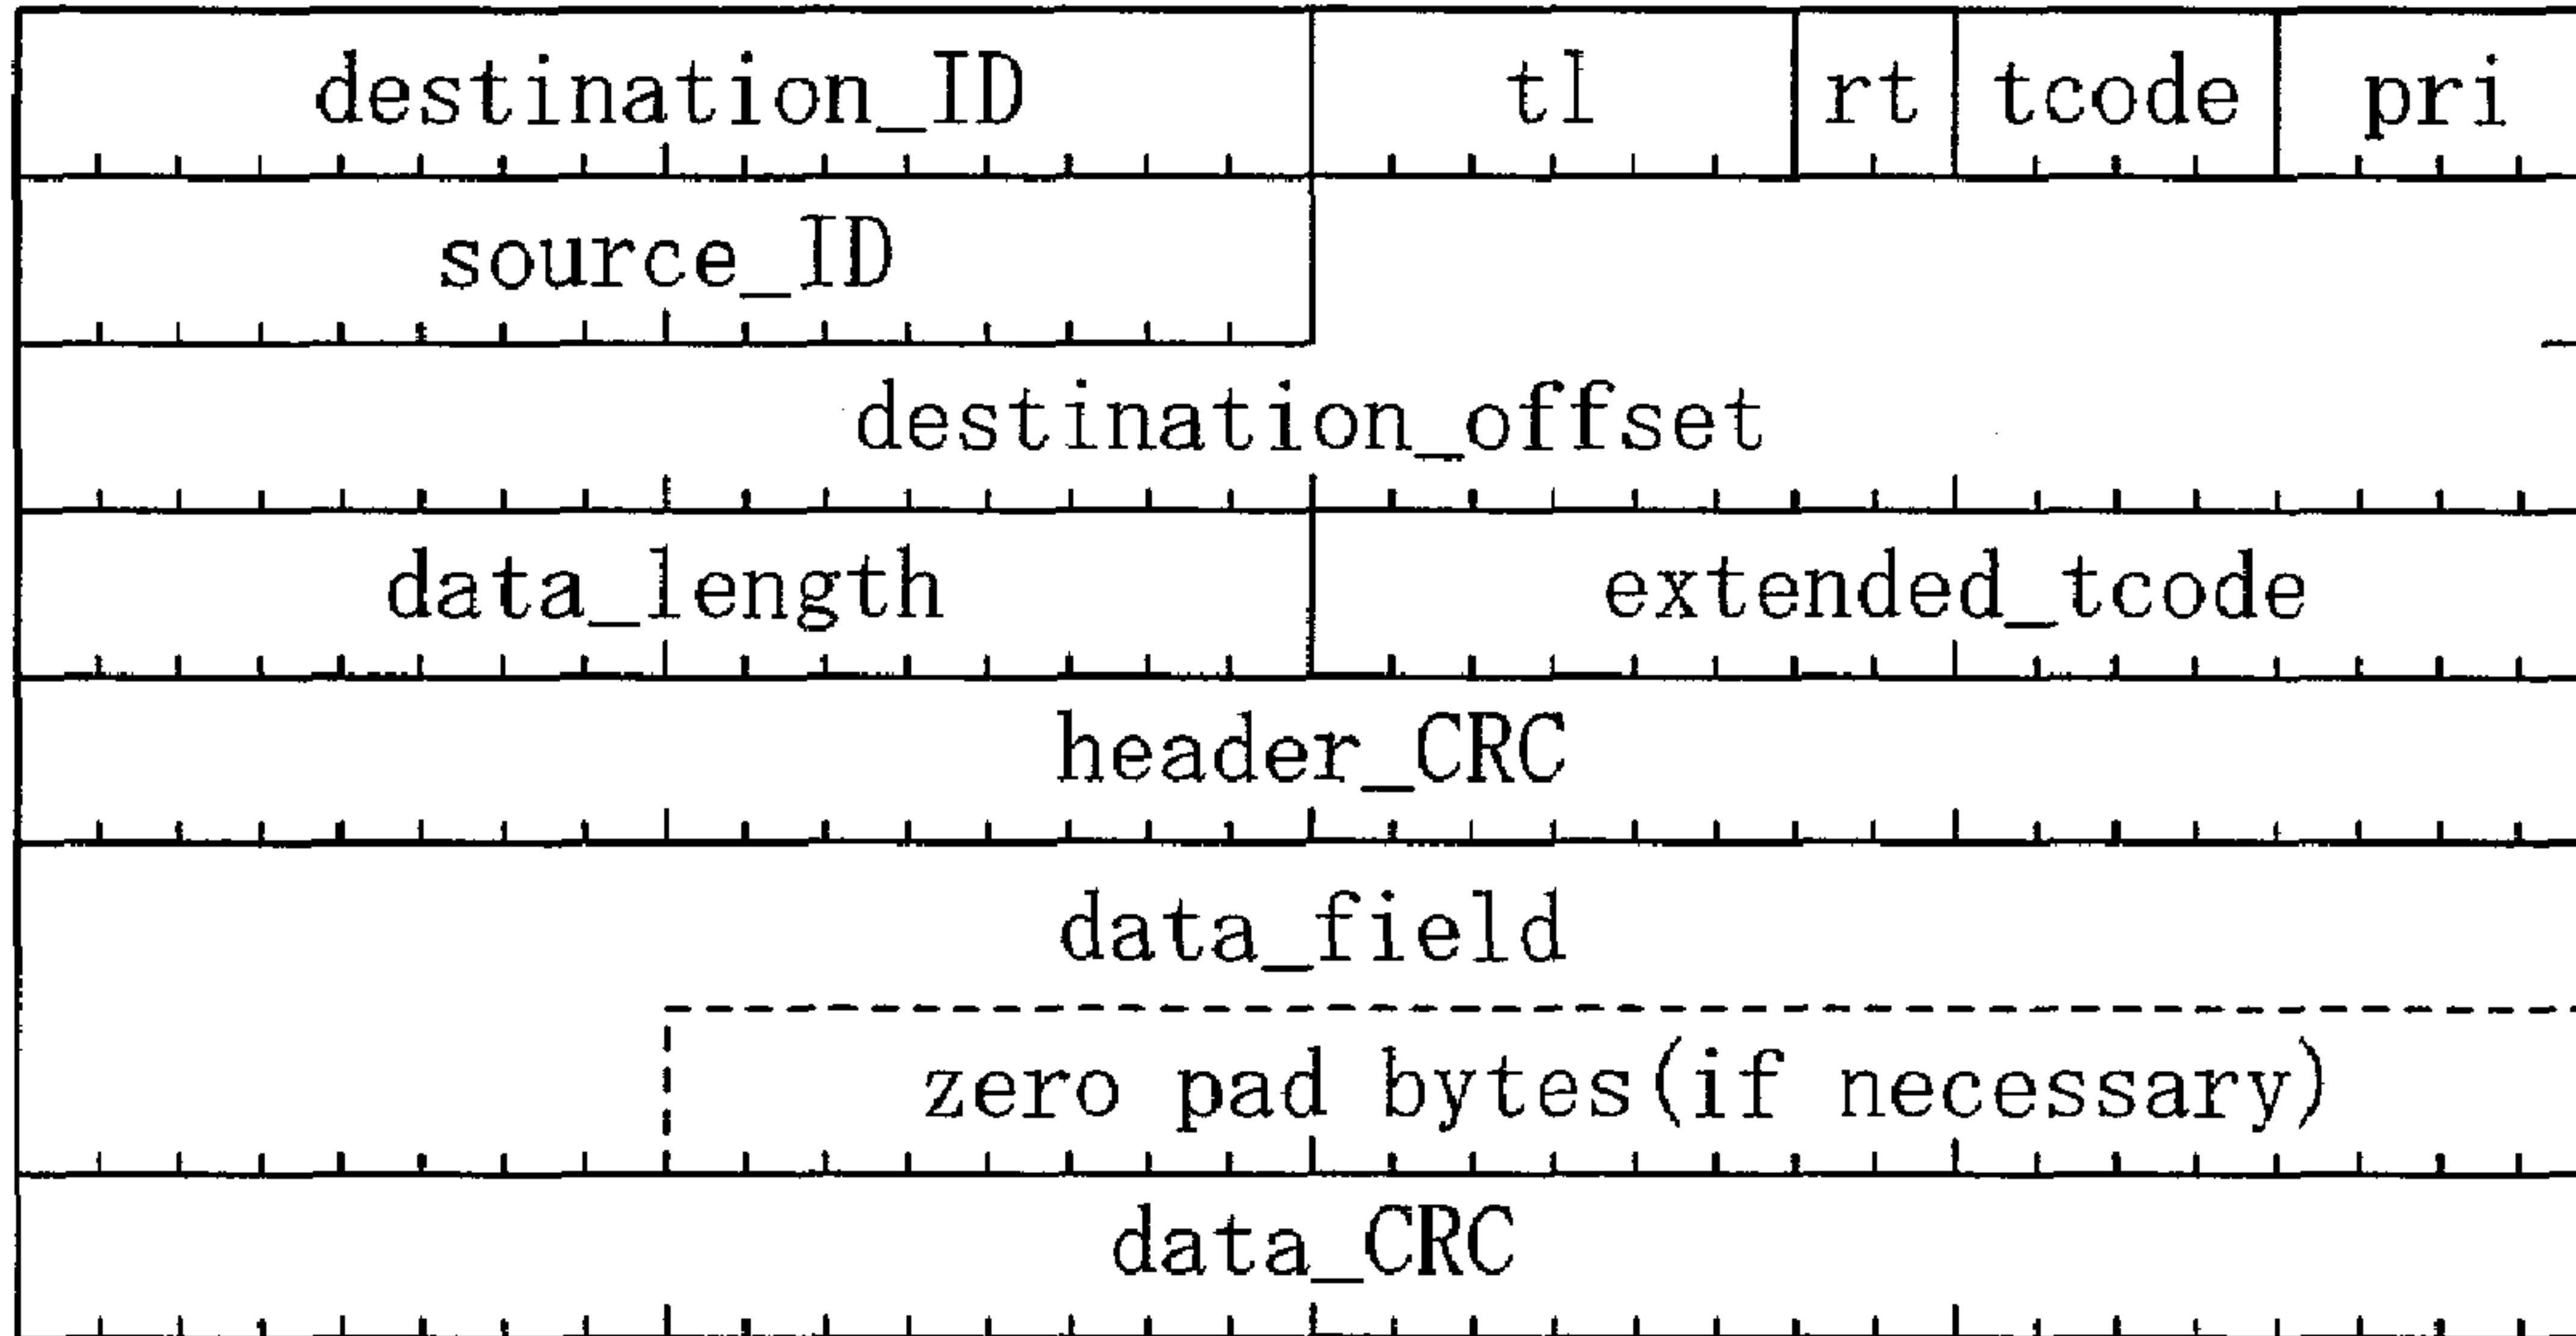 destination_ID tl rt tcode pri
source_ID
destination_offset
data_length extended_tcode
header_CRC
data_field
zero pad bytes(if necessary)
data_CRC